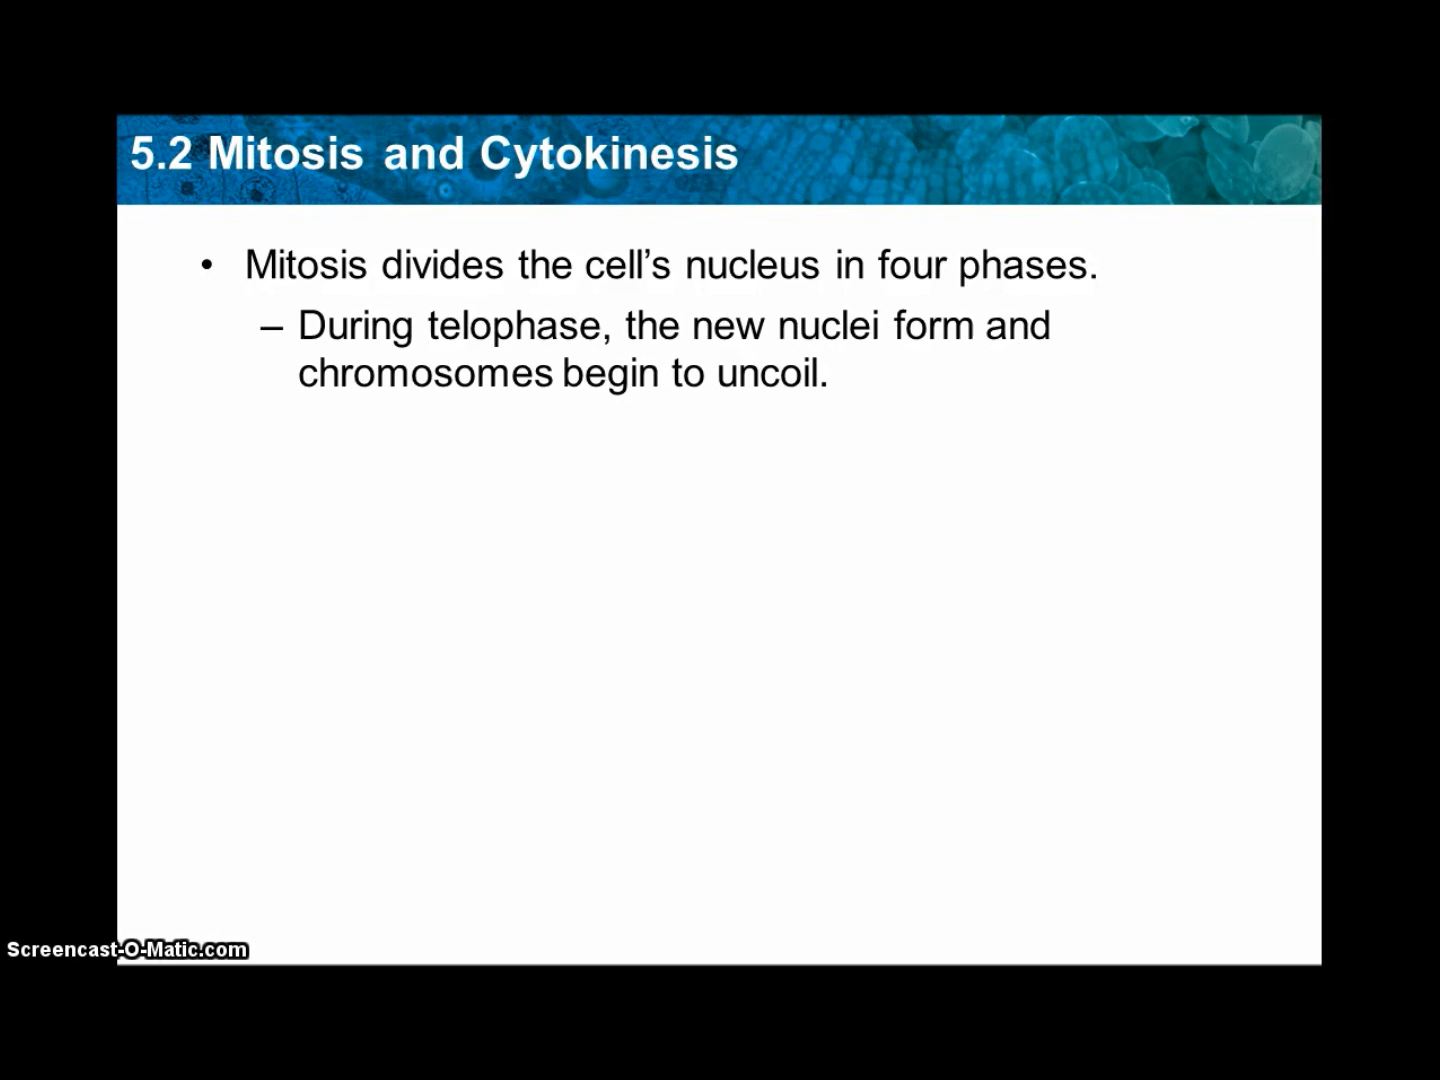 5.2 Mitosis and Cytokinesis
• Mitosis divides the cell’s nucleus in four phases.
– During telophase, the new nuclei form and
chromosomes begin to uncoil.
Screencast-O-Matic.com